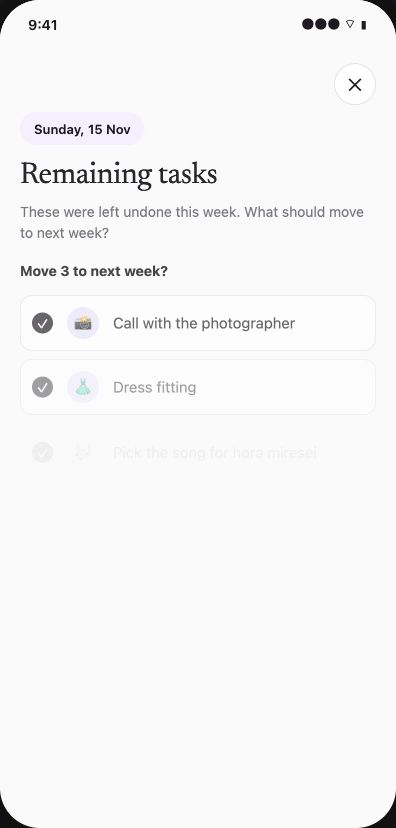 9:41
Sunday, 15 Nov
Remaining tasks
These were left undone this week. What should move
to next week?
Move 3 to next week?
Call with the photographer
Dress fitting
Pick the song for hora miresei